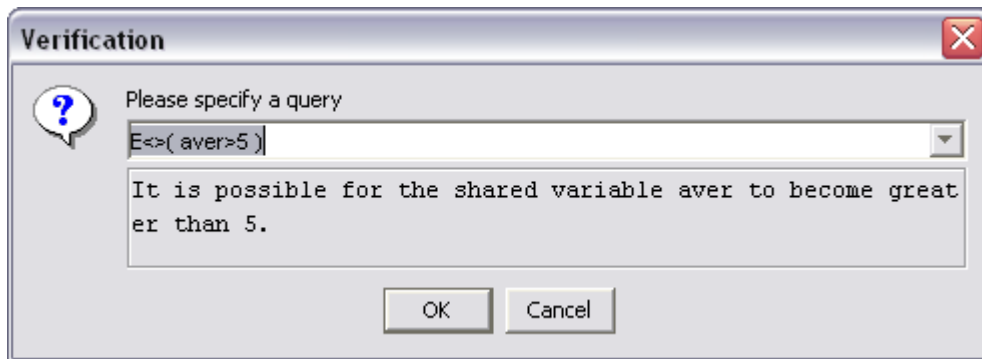 Verification
Please specify a query
E<>( aver>5 )
It is possible for the shared variable aver to become great
er than 5.
OK Cancel